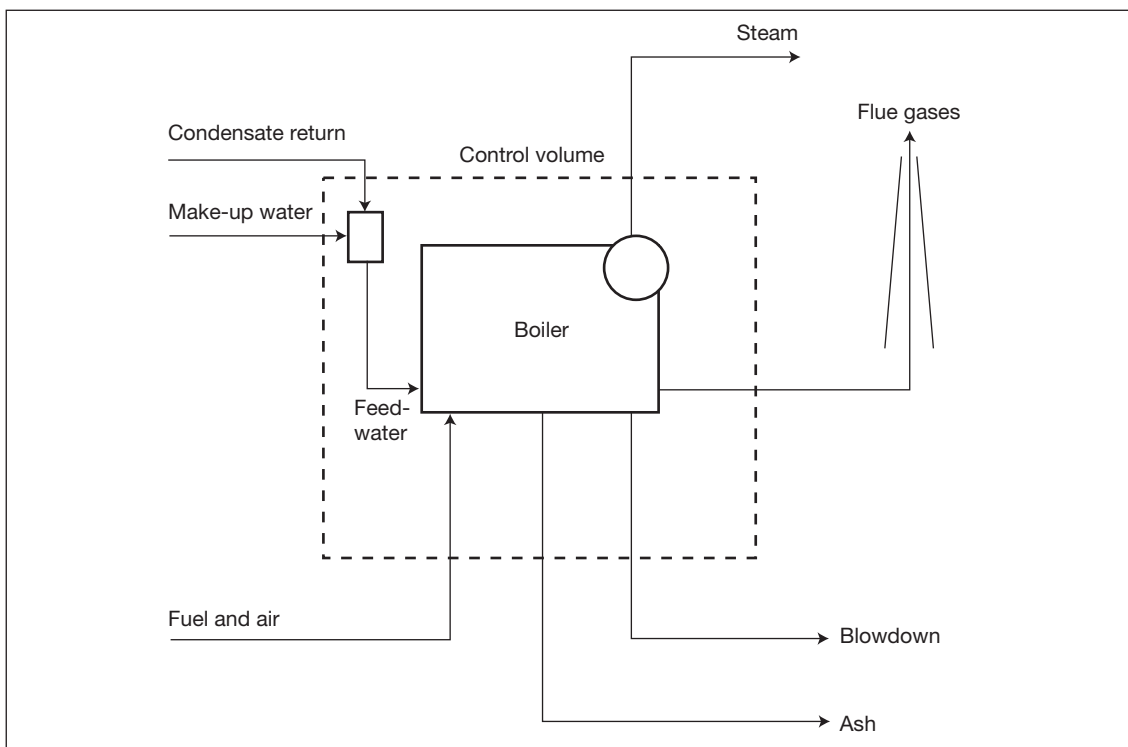 Steam
Flue gases
Condensate return
Control volume
Make-up water
Boiler
Feed-
water
Fuel and air
Blowdown
Ash